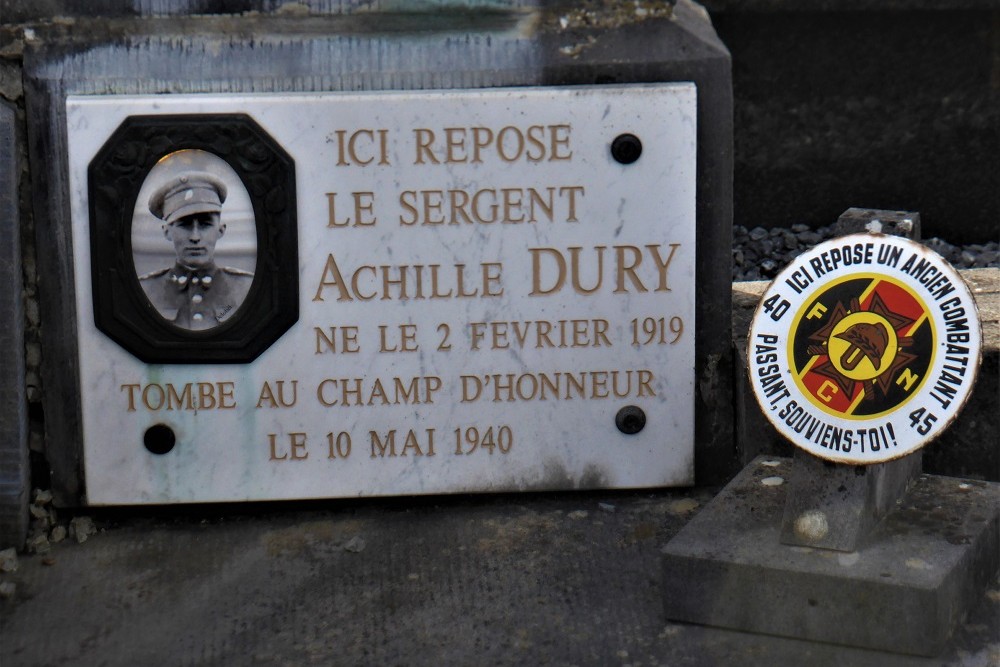 ICI REPOSE
LE SERGENT
ACHILLE DURY
NE LE 2 FEVRIER 1919
TOMBE AU CHAMP D'HONNEUR
LE 10 MAI 1940
ICI REPOSE UN ANCIEN COMBATTANT
40 45
F N C
U
PASSANT, SOUVIENS-TOI!